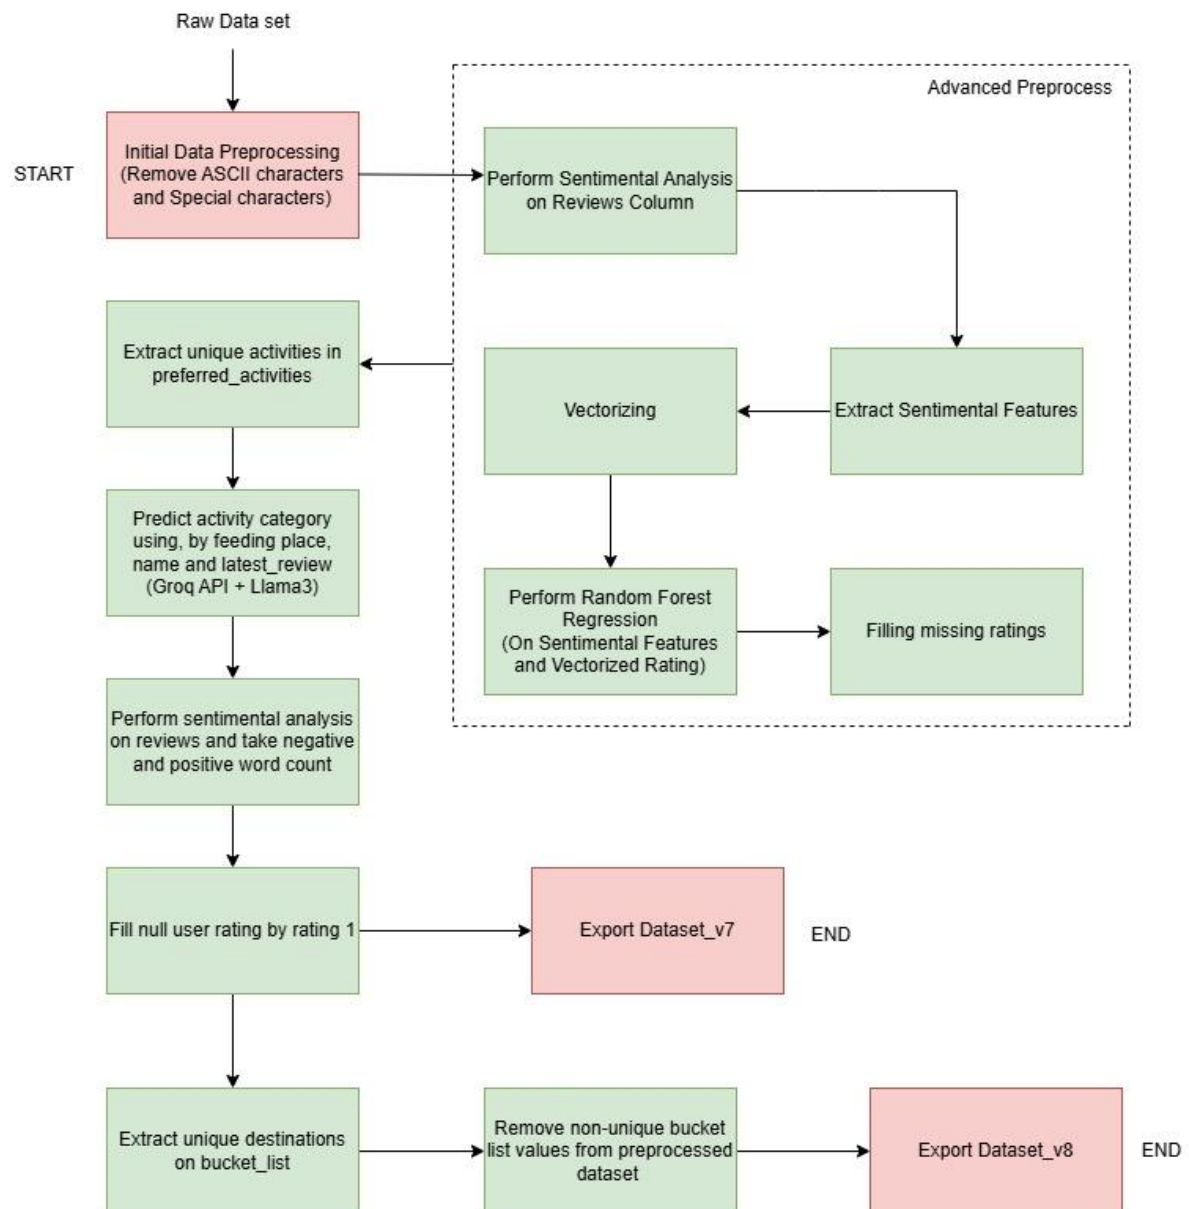 Raw Data set
Advanced Preprocess
START
Initial Data Preprocessing
(Remove ASCII characters
and Special characters)
Perform Sentimental Analysis
on Reviews Column
Extract unique activities in
preferred_activities
Vectorizing
Extract Sentimental Features
Predict activity category
using, by feeding place,
name and latest_review
(Groq API + Llama3)
Perform Random Forest
Regression
(On Sentimental Features
and Vectorized Rating)
Filling missing ratings
Perform sentimental analysis
on reviews and take negative
and positive word count
Fill null user rating by rating 1
Export Dataset_v7
END
Extract unique destinations
on bucket_list
Remove non-unique bucket
list values from preprocessed
dataset
Export Dataset_v8
END